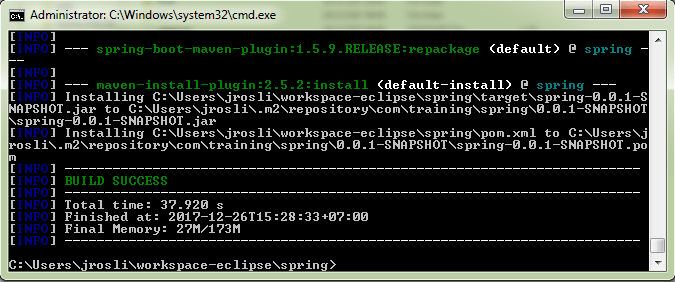 Administrator: C:\Windows\system32\cmd.exe
[INFO]
[INFO] --- spring-boot-maven-plugin:1.5.9.RELEASE:repackage (default) @ spring -
--
[INFO]
[INFO] --- maven-install-plugin:2.5.2:install (default-install) @ spring ---
[INFO] Installing C:\Users\jrosli\workspace-eclipse\spring\target\spring-0.0.1-S
NAPSHOT.jar to C:\Users\jrosli\.m2\repository\com\training\spring\0.0.1-SNAPSHOT
\spring-0.0.1-SNAPSHOT.jar
[INFO] Installing C:\Users\jrosli\workspace-eclipse\spring\pom.xml to C:\Users\j
rosli\.m2\repository\com\training\spring\0.0.1-SNAPSHOT\spring-0.0.1-SNAPSHOT.po
m
[INFO] ------------------------------------------------------------------------
[INFO] BUILD SUCCESS
[INFO] ------------------------------------------------------------------------
[INFO] Total time: 37.920 s
[INFO] Finished at: 2017-12-26T15:28:33+07:00
[INFO] Final Memory: 27M/173M
[INFO] ------------------------------------------------------------------------
C:\Users\jrosli\workspace-eclipse\spring>